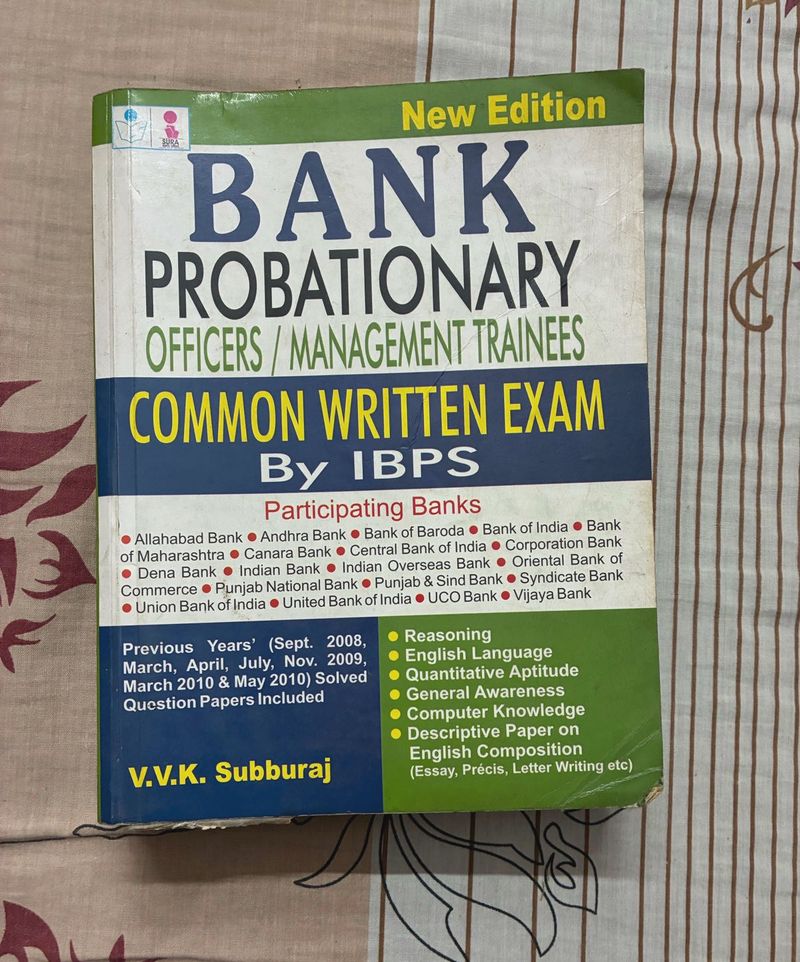 New Edition
SURA
BANK
PROBATIONARY
OFFICERS / MANAGEMENT TRAINEES
COMMON WRITTEN EXAM
By IBPS
Participating Banks
● Allahabad Bank ● Andhra Bank ● Bank of Baroda ● Bank of India ● Bank
of Maharashtra ● Canara Bank ● Central Bank of India ● Corporation Bank
● Dena Bank ● Indian Bank ● Indian Overseas Bank ● Oriental Bank of
Commerce ● Punjab National Bank ● Punjab & Sind Bank ● Syndicate Bank
● Union Bank of India ● United Bank of India ● UCO Bank ● Vijaya Bank
Previous Years' (Sept. 2008,
March, April, July, Nov. 2009,
March 2010 & May 2010) Solved
Question Papers Included
V.V.K. Subburaj
● Reasoning
● English Language
● Quantitative Aptitude
● General Awareness
● Computer Knowledge
● Descriptive Paper on
English Composition
(Essay, Précis, Letter Writing etc)